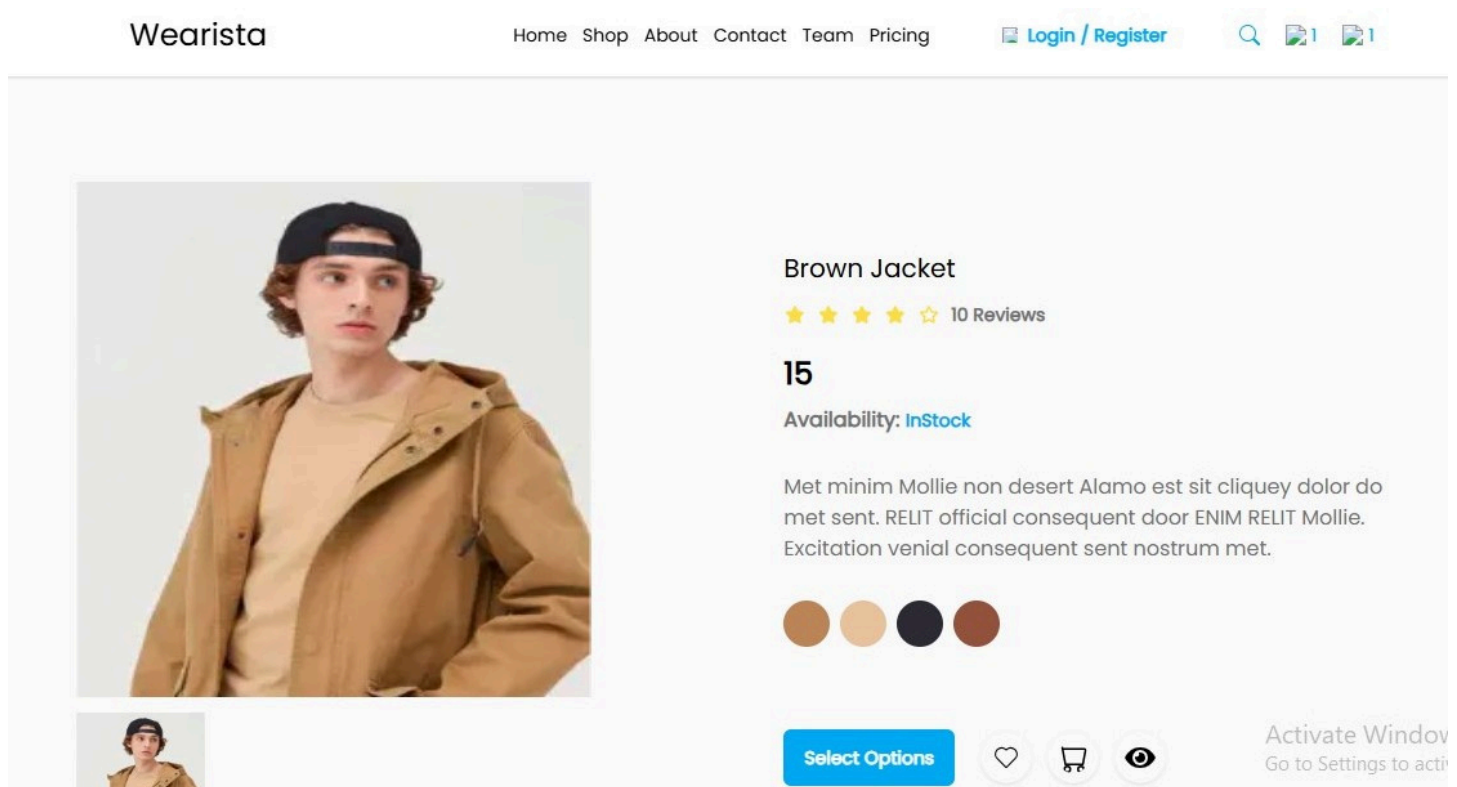 Wearista
Home Shop About Contact Team Pricing
Login / Register
1
1
Brown Jacket
10 Reviews
15
Availability: InStock
Met minim Mollie non desert Alamo est sit cliquey dolor do
met sent. RELIT official consequent door ENIM RELIT Mollie.
Excitation venial consequent sent nostrum met.
Select Options
Activate Window
Go to Settings to acti